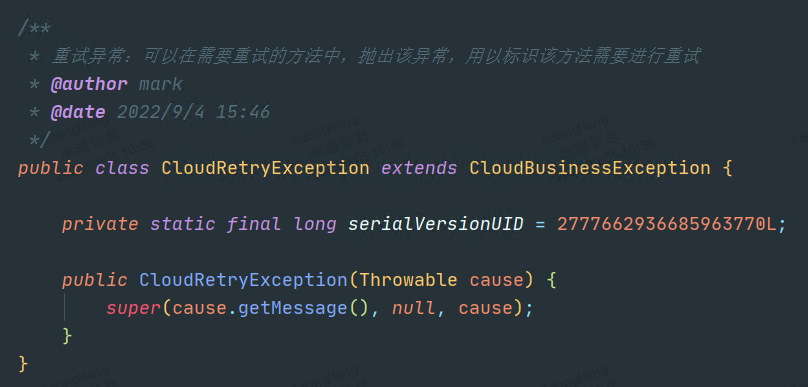 /**
 * 重试异常：可以在需要重试的方法中，抛出该异常，用以标识该方法需要进行重试
 * @author mark
 * @date 2022/9/4 15:46
 */
public class CloudRetryException extends CloudBusinessException {
private static final long serialVersionUID = 2777662936685963770L;
public CloudRetryException(Throwable cause) {
super(cause.getMessage(), null, cause);
}
}